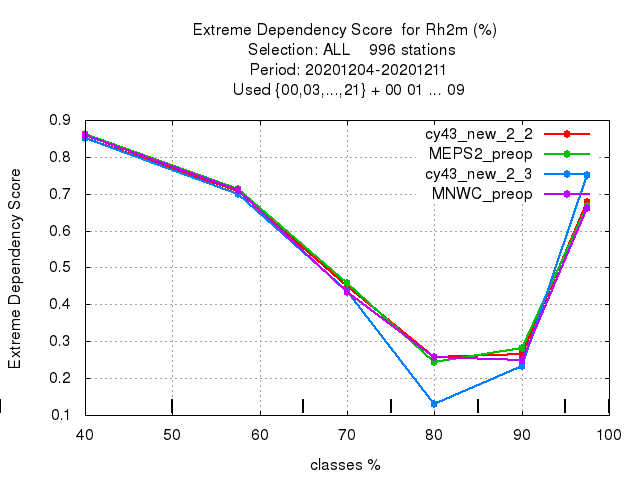 Extreme Dependency Score  for Rh2m (%)
Selection: ALL    996 stations
Period: 20201204-20201211
Used {00,03,...,21} + 00 01 ... 09
cy43_new_2_2
MEPS2_preop
cy43_new_2_3
MNWC_preop
Extreme Dependency Score
0.9
0.8
0.7
0.6
0.5
0.4
0.3
0.2
0.1
40 50 60 70 80 90 100
classes %